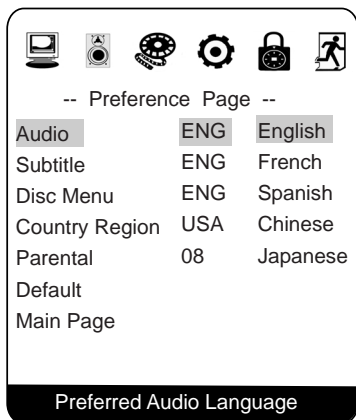 -- Preference Page --
Audio ENG English
Subtitle ENG French
Disc Menu ENG Spanish
Country Region USA Chinese
Parental 08 Japanese
Default
Main Page
Preferred Audio Language